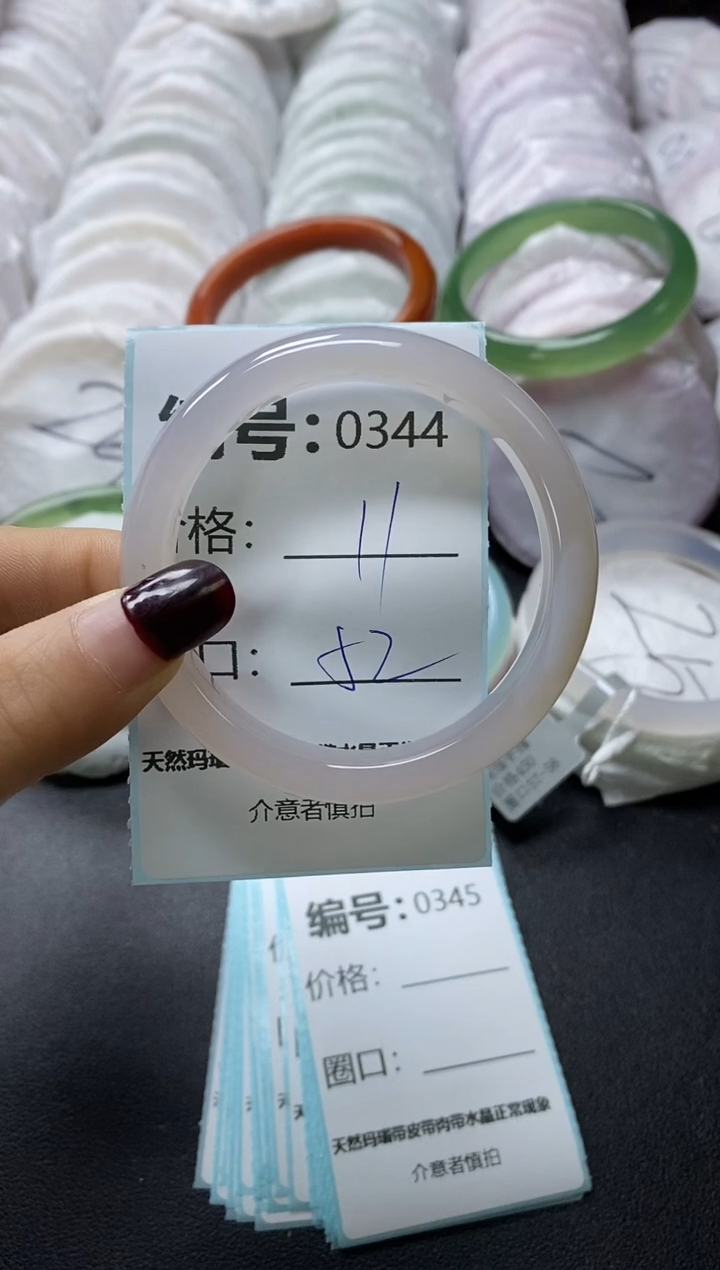 号：0344
格： 11
口： 52
天然玛瑙
介意者慎拍
编号：0345
价格：
圈口：
天然玛瑙带皮带肉带水晶正常现象
介意者慎拍